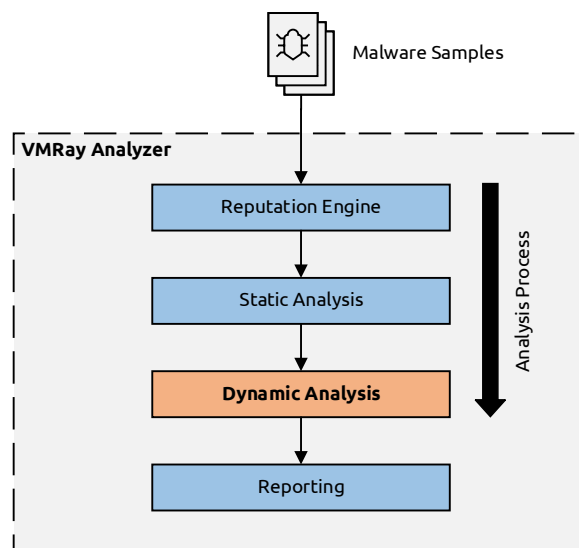 Malware Samples
VMRay Analyzer
Reputation Engine
Static Analysis
Dynamic Analysis
Reporting
Analysis Process